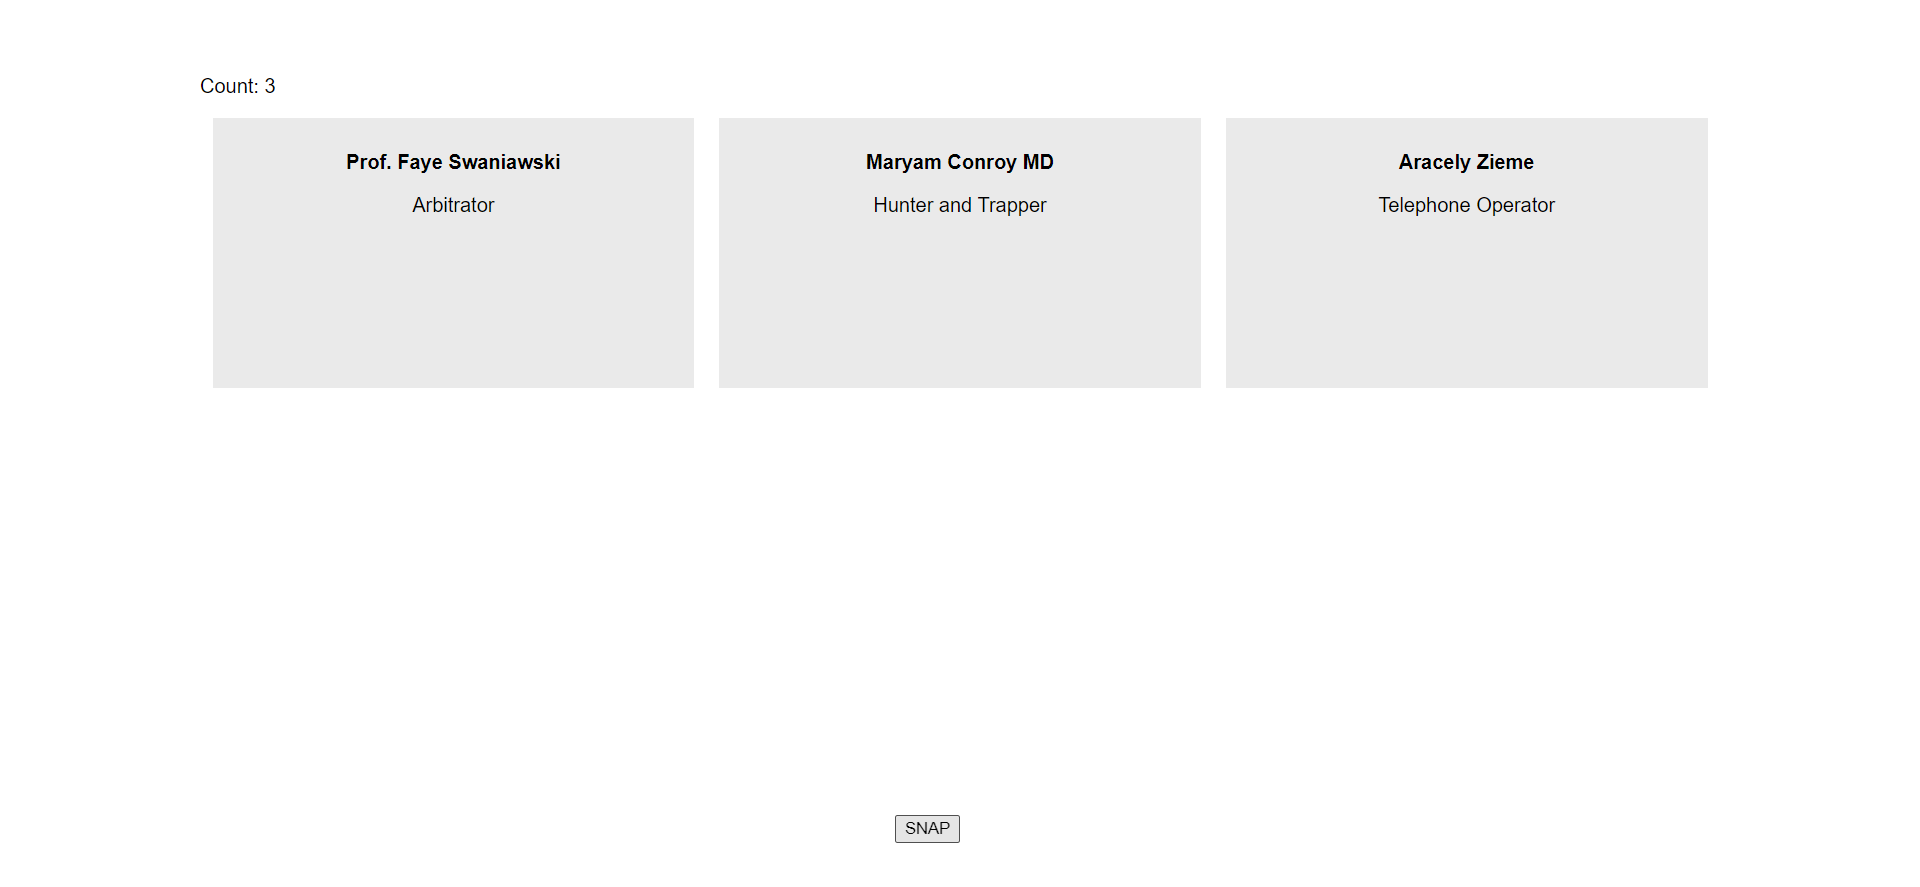 Count: 3
Prof. Faye Swaniawski
Arbitrator
Maryam Conroy MD
Hunter and Trapper
Aracely Zieme
Telephone Operator
SNAP